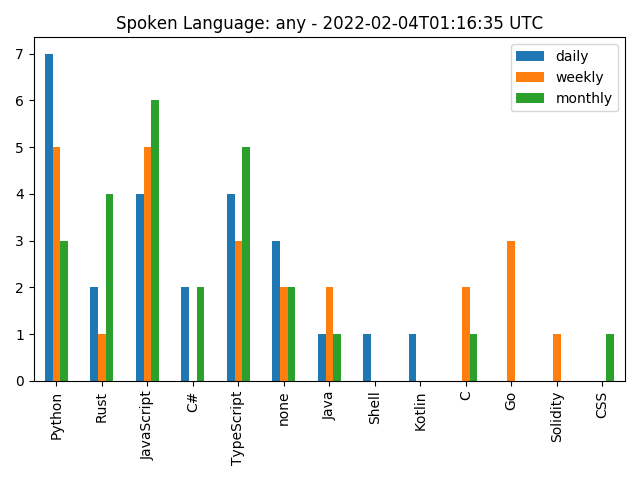 Spoken Language: any - 2022-02-04T01:16:35 UTC
daily
weekly
monthly
7
6
5
4
3
2
1
0
Python
Rust
JavaScript
C#
TypeScript
none
Java
Shell
Kotlin
C
Go
Solidity
CSS